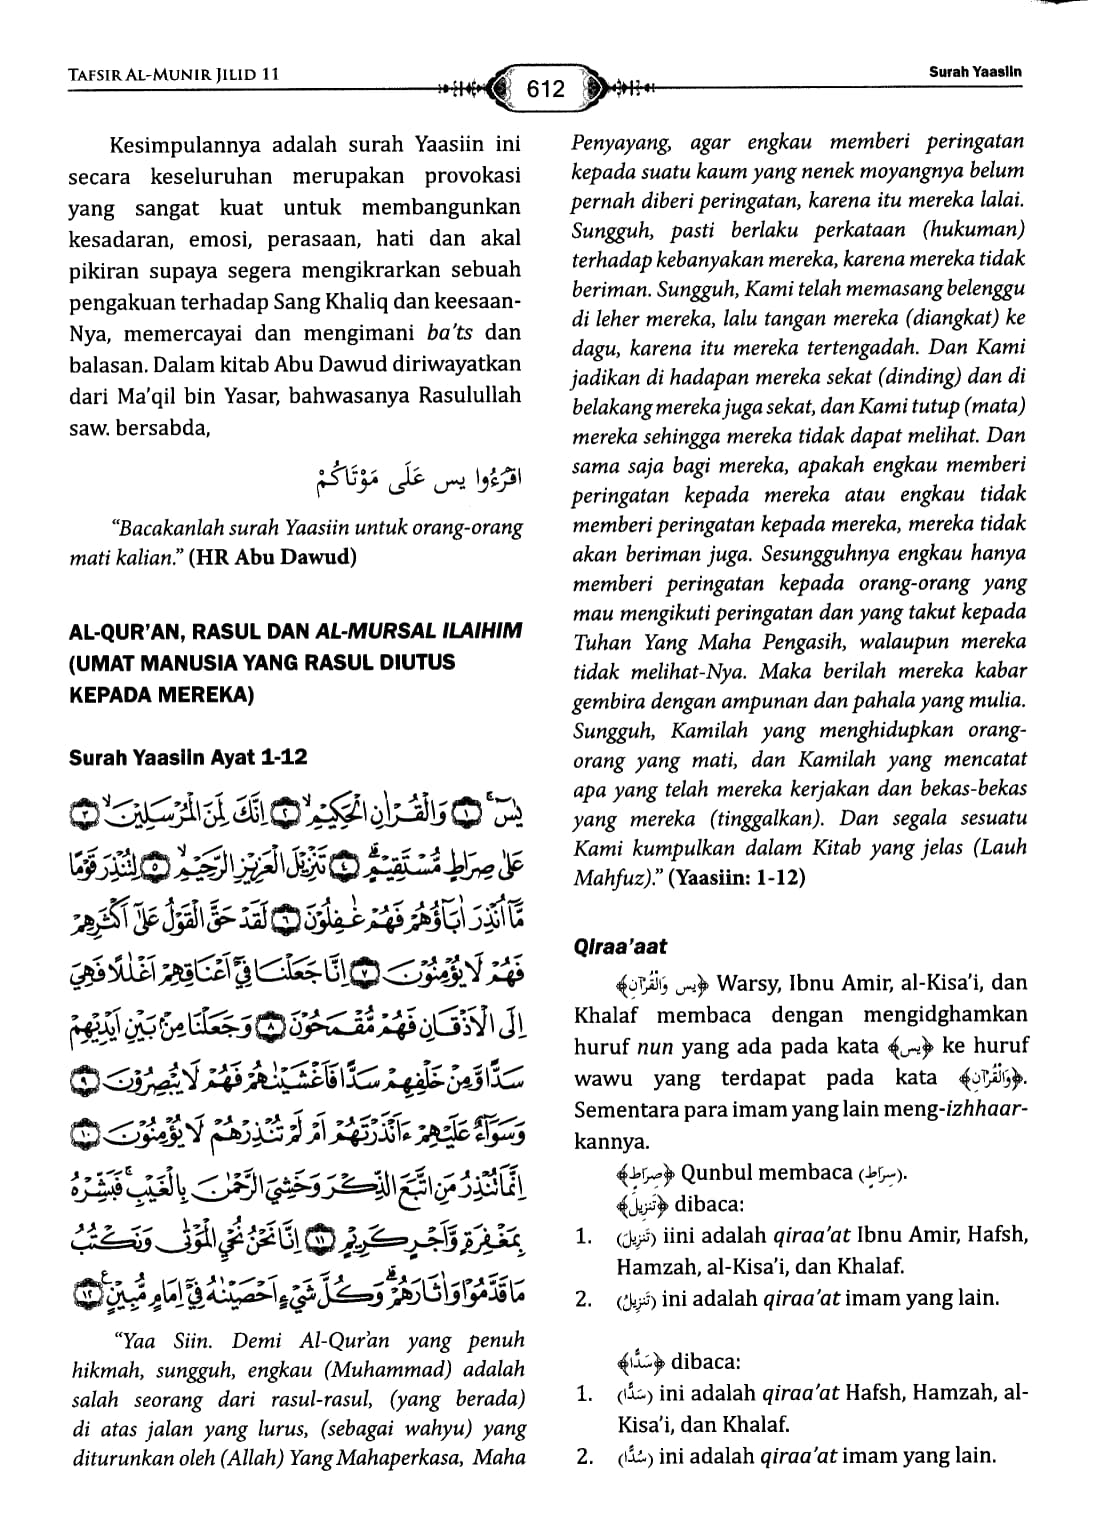 TAFSIR AL-MUNIR JILID 11
612
Surah Yaasiin
Kesimpulannya adalah surah Yaasiin ini
secara keseluruhan merupakan provokasi
yang sangat kuat untuk membangunkan
kesadaran, emosi, perasaan, hati dan akal
pikiran supaya segera mengikrarkan sebuah
pengakuan terhadap Sang Khaliq dan keesaan-
Nya, memercayai dan mengimani ba’ts dan
balasan. Dalam kitab Abu Dawud diriwayatkan
dari Ma’qil bin Yasar, bahwasanya Rasulullah
saw. bersabda,
اقْرَءُوا يس عَلَى مَوْتَاكُمْ
“Bacakanlah surah Yaasiin untuk orang-orang
mati kalian.” (HR Abu Dawud)
AL-QUR’AN, RASUL DAN AL-MURSAL ILAIHIM
(UMAT MANUSIA YANG RASUL DIUTUS
KEPADA MEREKA)
Surah Yaasiin Ayat 1-12
يٰسۤ ۚ ١ وَالْقُرْاٰنِ الْحَكِيْمِۙ ٢ اِنَّكَ لَمِنَ الْمُرْسَلِيْنَۙ ٣
عَلٰى صِرَاطٍ مُّسْتَقِيْمٍۗ ٤ تَنْزِيْلَ الْعَزِيْزِ الرَّحِيْمِۙ ٥ لِتُنْذِرَ قَوْمًا
مَّآ اُنْذِرَ اٰبَاۤؤُهُمْ فَهُمْ غٰفِلُوْنَ ٦ لَقَدْ حَقَّ الْقَوْلُ عَلٰٓى اَكْثَرِهِمْ
فَهُمْ لَا يُؤْمِنُوْنَ ٧ اِنَّا جَعَلْنَا فِيْٓ اَعْنَاقِهِمْ اَغْلٰلًا فَهِيَ
اِلَى الْاَذْقَانِ فَهُمْ مُّقْمَحُوْنَ ٨ وَجَعَلْنَا مِنْۢ بَيْنِ اَيْدِيْهِمْ
سَدًّا وَّمِنْ خَلْفِهِمْ سَدًّا فَاَغْشَيْنٰهُمْ فَهُمْ لَا يُبْصِرُوْنَ ٩
وَسَوَاۤءٌ عَلَيْهِمْ ءَاَنْذَرْتَهُمْ اَمْ لَمْ تُنْذِرْهُمْ لَا يُؤْمِنُوْنَ ١٠
اِنَّمَا تُنْذِرُ مَنِ اتَّبَعَ الذِّكْرَ وَخَشِيَ الرَّحْمٰنَ بِالْغَيْبِۚ فَبَشِّرْهُ
بِمَغْفِرَةٍ وَّاَجْرٍ كَرِيْمٍ ١١ اِنَّا نَحْنُ نُحْيِ الْمَوْتٰى وَنَكْتُبُ
مَا قَدَّمُوْا وَاٰثَارَهُمْۗ وَكُلَّ شَيْءٍ اَحْصَيْنٰهُ فِيْٓ اِمَامٍ مُّبِيْنٍ ۚ ١٢
“Yaa Siin. Demi Al-Qur’an yang penuh
hikmah, sungguh, engkau (Muhammad) adalah
salah seorang dari rasul-rasul, (yang berada)
di atas jalan yang lurus, (sebagai wahyu) yang
diturunkan oleh (Allah) Yang Mahaperkasa, Maha
Penyayang, agar engkau memberi peringatan
kepada suatu kaum yang nenek moyangnya belum
pernah diberi peringatan, karena itu mereka lalai.
Sungguh, pasti berlaku perkataan (hukuman)
terhadap kebanyakan mereka, karena mereka tidak
beriman. Sungguh, Kami telah memasang belenggu
di leher mereka, lalu tangan mereka (diangkat) ke
dagu, karena itu mereka tertengadah. Dan Kami
jadikan di hadapan mereka sekat (dinding) dan di
belakang mereka juga sekat, dan Kami tutup (mata)
mereka sehingga mereka tidak dapat melihat. Dan
sama saja bagi mereka, apakah engkau memberi
peringatan kepada mereka atau engkau tidak
memberi peringatan kepada mereka, mereka tidak
akan beriman juga. Sesungguhnya engkau hanya
memberi peringatan kepada orang-orang yang
mau mengikuti peringatan dan yang takut kepada
Tuhan Yang Maha Pengasih, walaupun mereka
tidak melihat-Nya. Maka berilah mereka kabar
gembira dengan ampunan dan pahala yang mulia.
Sungguh, Kamilah yang menghidupkan orang-
orang yang mati, dan Kamilah yang mencatat
apa yang telah mereka kerjakan dan bekas-bekas
yang mereka (tinggalkan). Dan segala sesuatu
Kami kumpulkan dalam Kitab yang jelas (Lauh
Mahfuz).” (Yaasiin: 1-12)
Qiraa’aat
﴿يس وَالْقُرْآنِ﴾ Warsy, Ibnu Amir, al-Kisa’i, dan
Khalaf membaca dengan mengidghamkan
huruf nun yang ada pada kata ﴿يس﴾ ke huruf
wawu yang terdapat pada kata ﴿وَالْقُرْآنِ﴾.
Sementara para imam yang lain meng-izhhaar-
kannya.
﴿صِرَاطٍ﴾ Qunbul membaca (سِرَاطٍ).
﴿تَنزِيلَ﴾ dibaca:
1. (تَنزِيلَ) iini adalah qiraa’at Ibnu Amir, Hafsh,
Hamzah, al-Kisa’i, dan Khalaf.
2. (تَنزِيلُ) ini adalah qiraa’at imam yang lain.
﴿سَدًّا﴾ dibaca:
1. (سَدًّا) ini adalah qiraa’at Hafsh, Hamzah, al-
Kisa’i, dan Khalaf.
2. (سُدًّا) ini adalah qiraa’at imam yang lain.